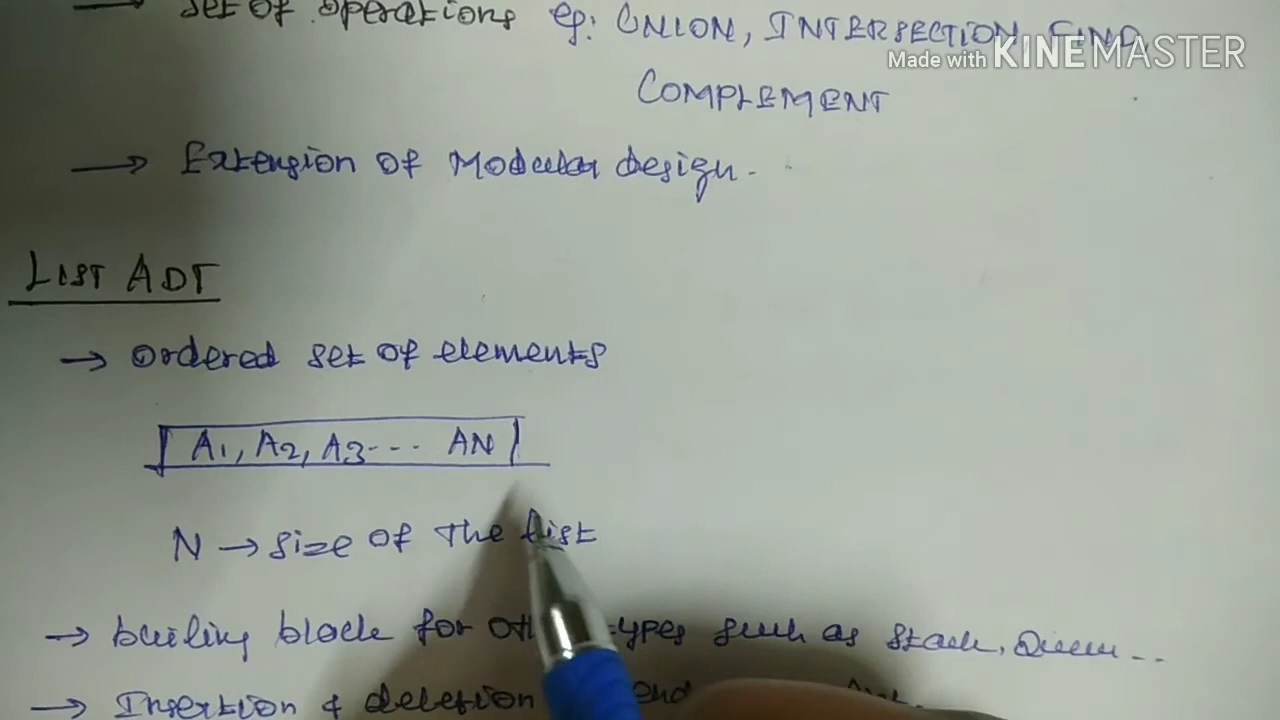 → set of operations eg: UNION, INTERSECTION, FIND,
Made with KINEMASTER
COMPLEMENT
→ Extension of Modular design.
LIST ADT
→ Ordered set of elements
A1, A2, A3--- AN
N → size of the list
→ builing block for types such as stack, Queue...
→ Insertion & deletion